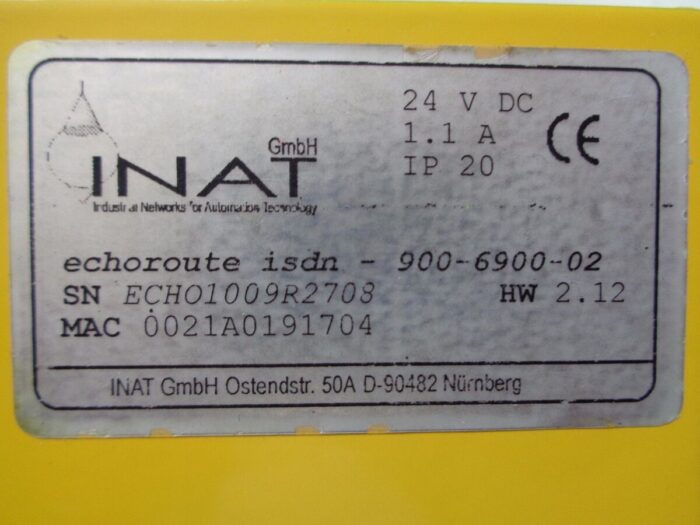 24 V DC
1.1 A
IP 20
CE
GmbH
INAT
Industrial Networks for Automation Technology
echoroute isdn - 900-6900-02
SN ECHO1009R2708 HW 2.12
MAC 0021A0191704
INAT GmbH Ostendstr. 50A D-90482 Nürnberg